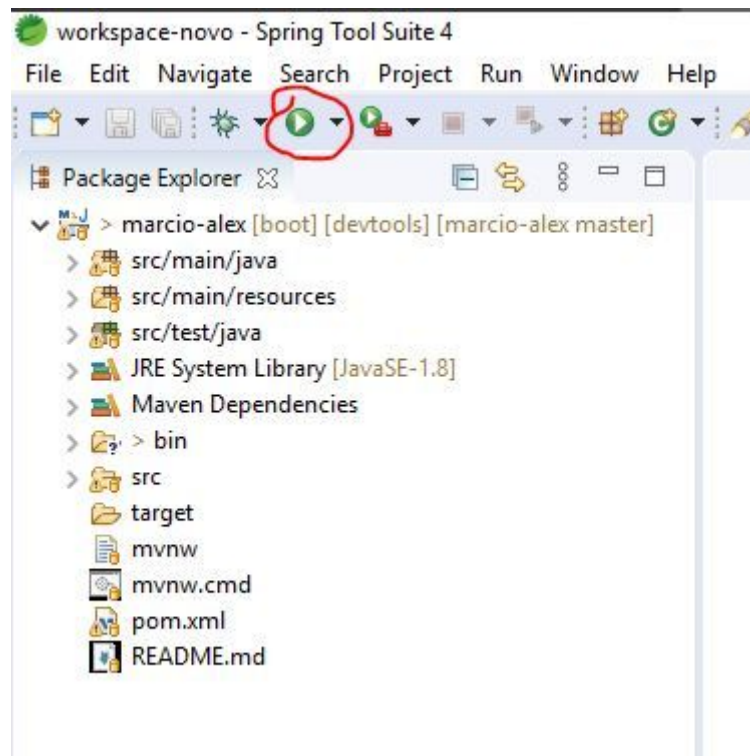 workspace-novo - Spring Tool Suite 4
File Edit Navigate Search Project Run Window Help
Package Explorer
> marcio-alex [boot] [devtools] [marcio-alex master]
src/main/java
src/main/resources
src/test/java
JRE System Library [JavaSE-1.8]
Maven Dependencies
> bin
src
target
mvnw
mvnw.cmd
pom.xml
README.md